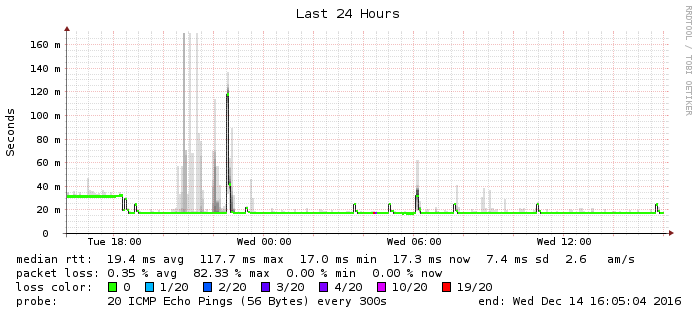 Last 24 Hours
RRDTOOL / TOBI OETIKER
Seconds
160 m
140 m
120 m
100 m
80 m
60 m
40 m
20 m
0
Tue 18:00 Wed 00:00 Wed 06:00 Wed 12:00
median rtt: 19.4 ms avg 117.7 ms max 17.0 ms min 17.3 ms now 7.4 ms sd 2.6 am/s
packet loss: 0.35 % avg 82.33 % max 0.00 % min 0.00 % now
loss color: 0 1/20 2/20 3/20 4/20 10/20 19/20
probe: 20 ICMP Echo Pings (56 Bytes) every 300s end: Wed Dec 14 16:05:04 2016